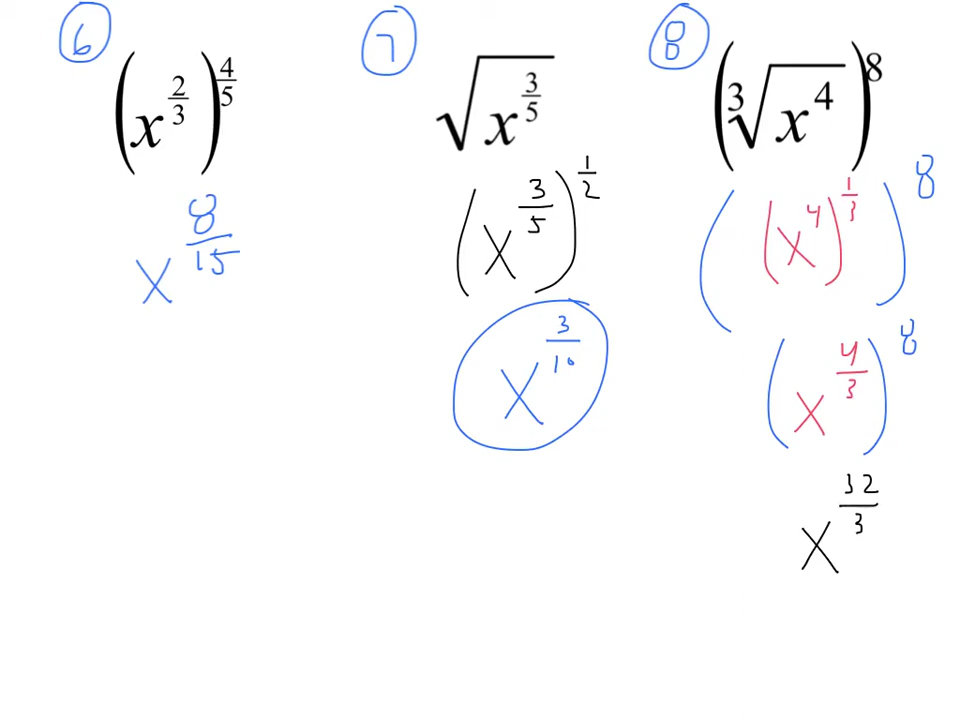 6 7 8
(x^{2/3})^{4/5} √(x^{3/5}) (∛(x^4))^8
x^{8/15} (x^{3/5})^{1/2} ((x^4)^{1/3})^8
x^{3/10} (x^{4/3})^8
x^{32/3}